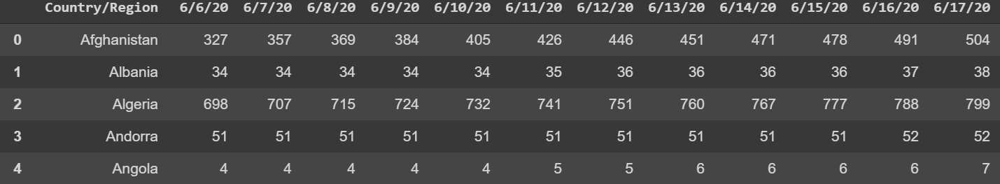 Country/Region 6/6/20 6/7/20 6/8/20 6/9/20 6/10/20 6/11/20 6/12/20 6/13/20 6/14/20 6/15/20 6/16/20 6/17/20
0 Afghanistan 327 357 369 384 405 426 446 451 471 478 491 504
1 Albania 34 34 34 34 34 35 36 36 36 36 37 38
2 Algeria 698 707 715 724 732 741 751 760 767 777 788 799
3 Andorra 51 51 51 51 51 51 51 51 51 51 52 52
4 Angola 4 4 4 4 4 5 5 6 6 6 6 7